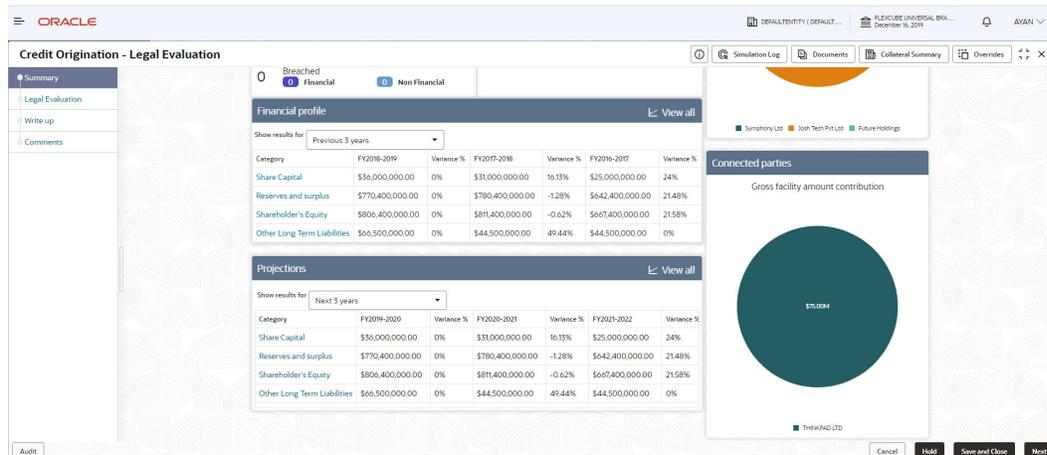 ORACLE
DEFAULTENTITY ( DEFAULT...
FLEXCUBE UNIVERSAL BRA...
December 16, 2019
AYAN
Credit Origination - Legal Evaluation
Simulation Log
Documents
Collateral Summary
Overrides
Summary
Legal Evaluation
Write up
Comments
0 Breached
0 Financial 0 Non Financial
Financial profile View all
Show results for Previous 3 years
Category FY2018-2019 Variance % FY2017-2018 Variance % FY2016-2017 Variance %
Share Capital $36,000,000.00 0% $31,000,000.00 16.13% $25,000,000.00 24%
Reserves and surplus $770,400,000.00 0% $780,400,000.00 -1.28% $642,400,000.00 21.48%
Shareholder's Equity $806,400,000.00 0% $811,400,000.00 -0.62% $667,400,000.00 21.58%
Other Long Term Liabilities $66,500,000.00 0% $44,500,000.00 49.44% $44,500,000.00 0%
Projections View all
Show results for Next 3 years
Category FY2019-2020 Variance % FY2020-2021 Variance % FY2021-2022 Variance %
Share Capital $36,000,000.00 0% $31,000,000.00 16.13% $25,000,000.00 24%
Reserves and surplus $770,400,000.00 0% $780,400,000.00 -1.28% $642,400,000.00 21.48%
Shareholder's Equity $806,400,000.00 0% $811,400,000.00 -0.62% $667,400,000.00 21.58%
Other Long Term Liabilities $66,500,000.00 0% $44,500,000.00 49.44% $44,500,000.00 0%
Symphony Ltd Josh Tech Pvt Ltd Future Holdings
Connected parties
Gross facility amount contribution
$75.00M
THINKPAD LTD
Audit
Cancel
Hold
Save and Close
Next